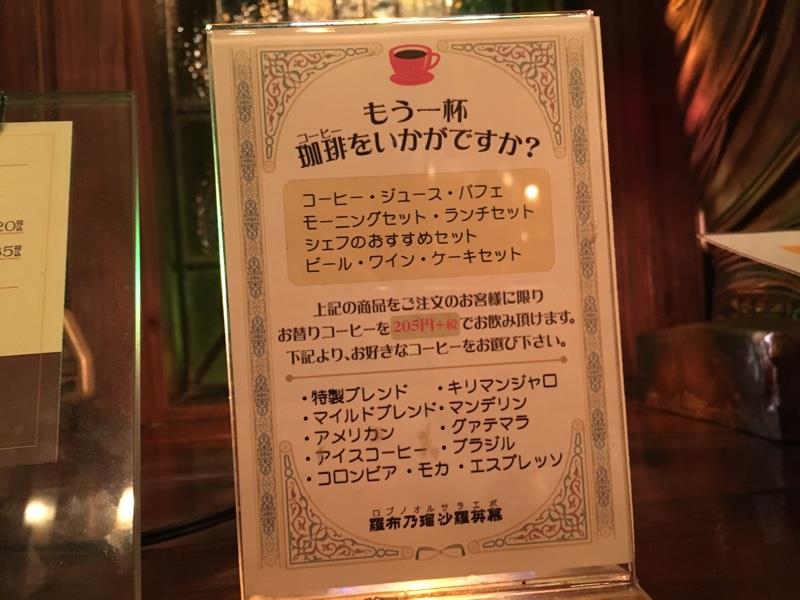 もう一杯
コーヒー
珈琲をいかがですか?
コーヒー・ジュース・パフェ
モーニングセット・ランチセット
シェフのおすすめセット
ビール・ワイン・ケーキセット
上記の商品をご注文のお客様に限り
お替りコーヒーを205円+税でお飲み頂けます。
下記より、お好きなコーヒーをお選び下さい。
・特製ブレンド ・キリマンジャロ
・マイルドブレンド・マンデリン
・アメリカン ・グァテマラ
・アイスコーヒー ・ブラジル
・コロンビア ・モカ ・エスプレッソ
ロブノオルサラエボ
羅布乃瑠沙羅英慕
20税込
35税込